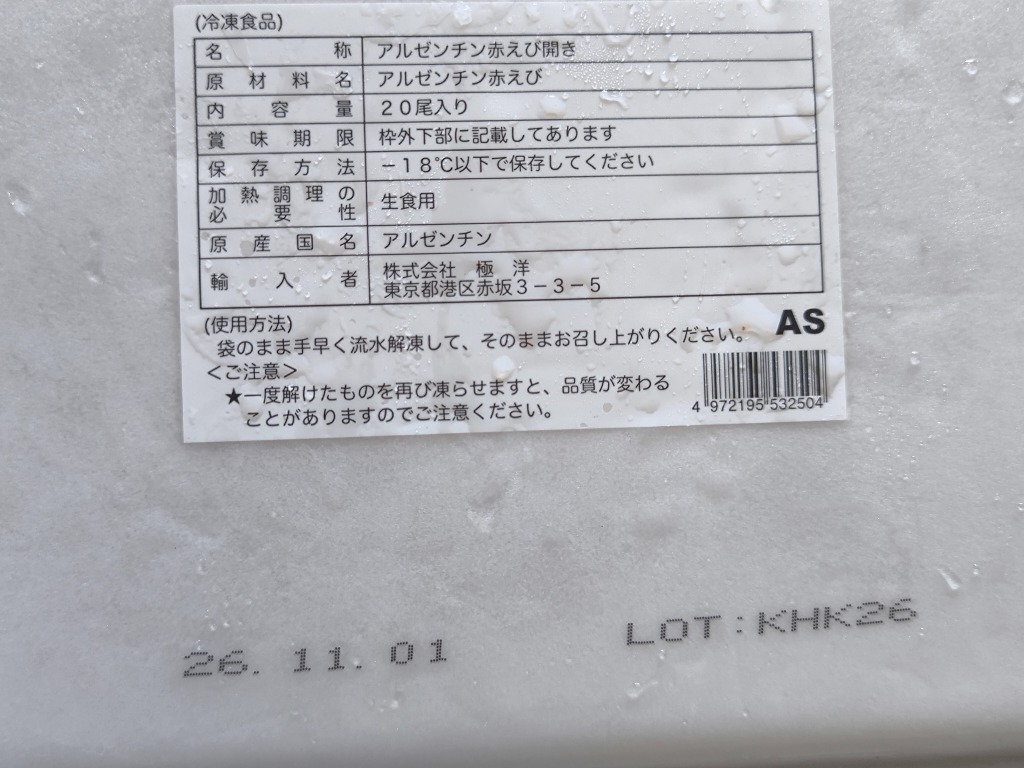 (冷凍食品)
名称 アルゼンチン赤えび開き
原材料名 アルゼンチン赤えび
内容量 20尾入り
賞味期限 枠外下部に記載してあります
保存方法 －18℃以下で保存してください
加熱調理の必要性 生食用
原産国名 アルゼンチン
輸入者 株式会社 極洋
東京都港区赤坂3－3－5
(使用方法)
袋のまま手早く流水解凍して、そのままお召し上がりください。
AS
＜ご注意＞
★一度解けたものを再び凍らせますと、品質が変わる
ことがありますのでご注意ください。
4 972195 532504
26. 11. 01
LOT:KHK26